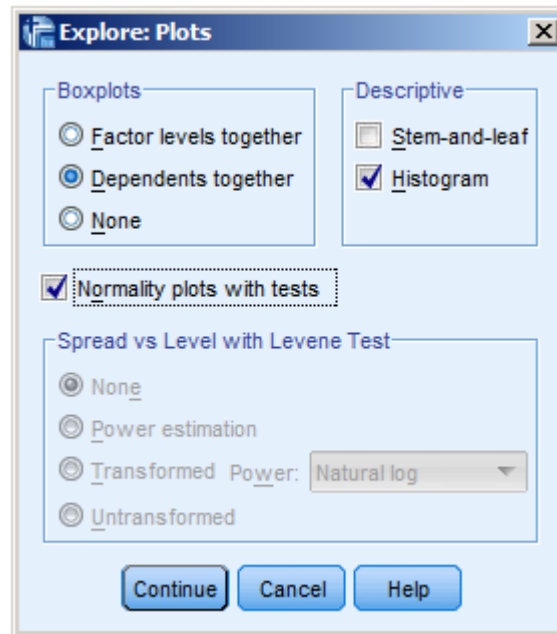 Explore: Plots
Boxplots
Factor levels together
Dependents together
None
Descriptive
Stem-and-leaf
Histogram
Normality plots with tests
Spread vs Level with Levene Test
None
Power estimation
Transformed Power: Natural log
Untransformed
Continue Cancel Help